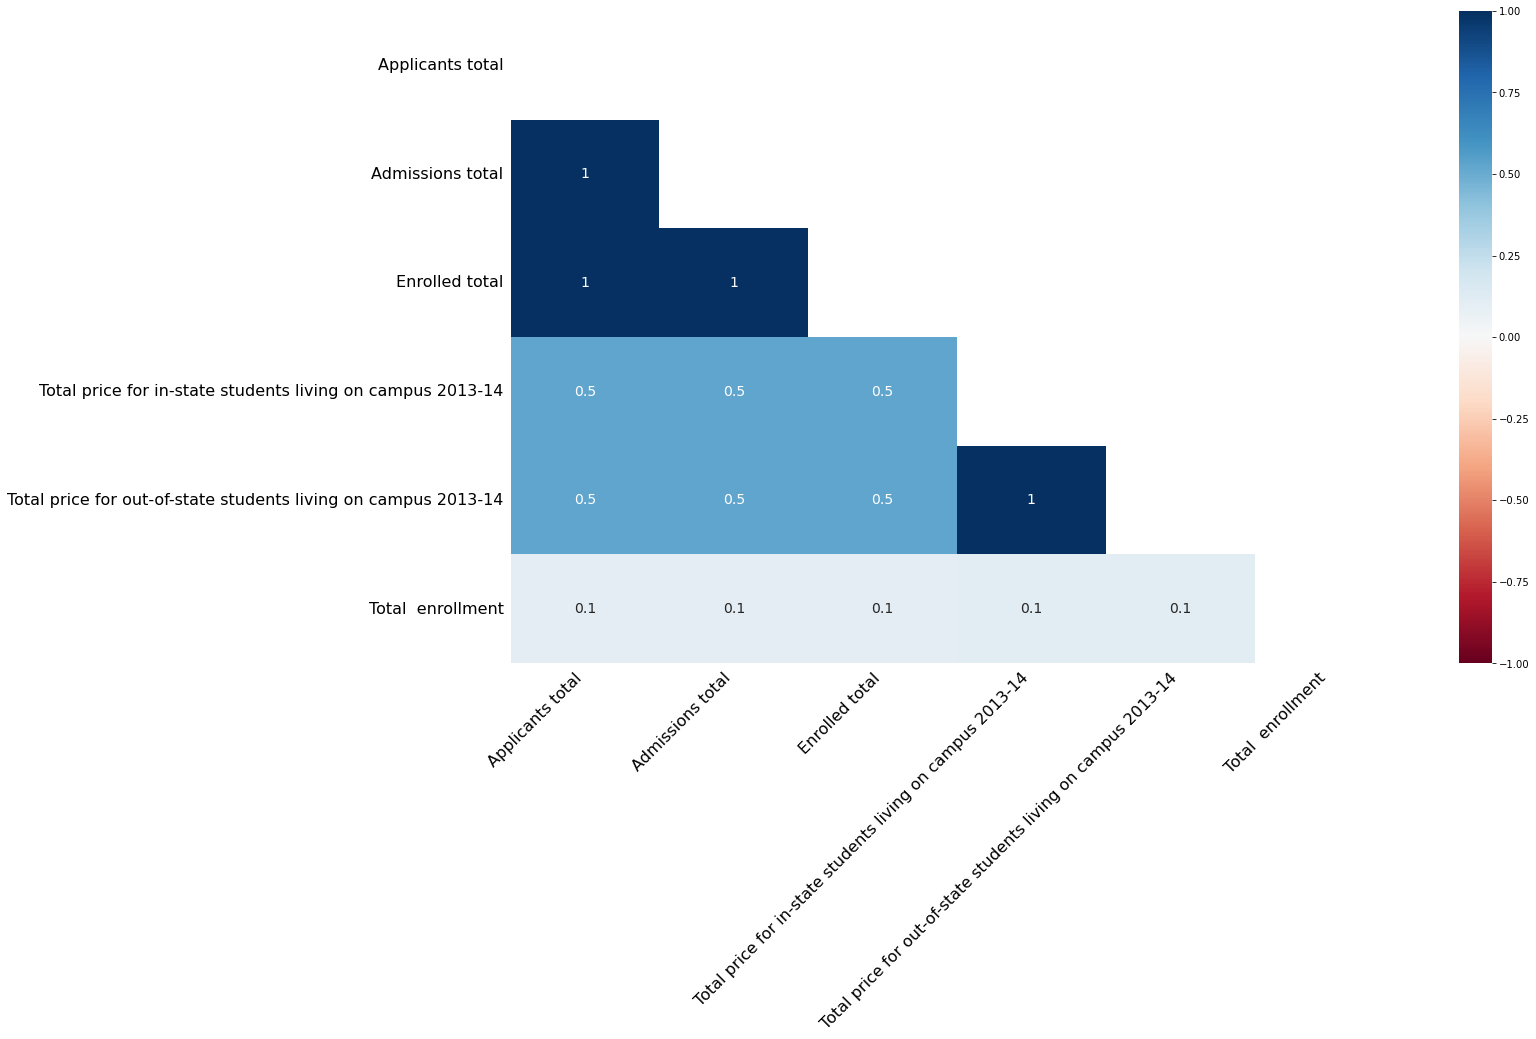 1.00
Applicants total
0.75
Admissions total
1
0.50
Enrolled total
1 1
0.25
0.00
Total price for in-state students living on campus 2013-14
0.5 0.5 0.5
−0.25
Total price for out-of-state students living on campus 2013-14
0.5 0.5 0.5 1
−0.50
Total  enrollment
0.1 0.1 0.1 0.1 0.1
−0.75
−1.00
Applicants total
Admissions total
Enrolled total
Total price for in-state students living on campus 2013-14
Total price for out-of-state students living on campus 2013-14
Total  enrollment